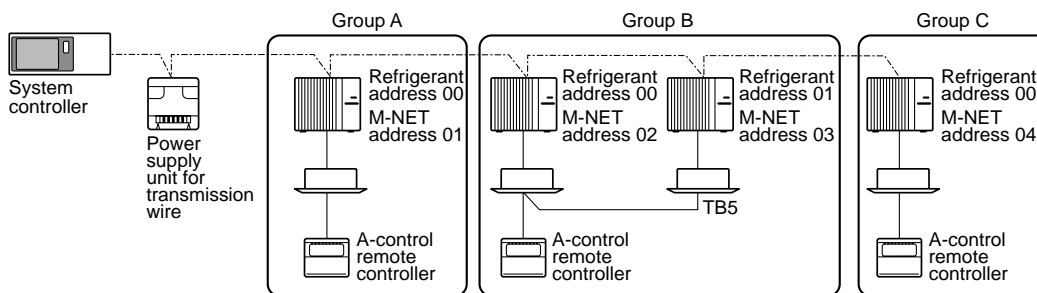 Group A
Group B
Group C
System
controller
Power
supply
unit for
transmission
wire
Refrigerant
address 00
M-NET
address 01
A-control
remote
controller
Refrigerant
address 00
M-NET
address 02
A-control
remote
controller
Refrigerant
address 01
M-NET
address 03
TB5
Refrigerant
address 00
M-NET
address 04
A-control
remote
controller